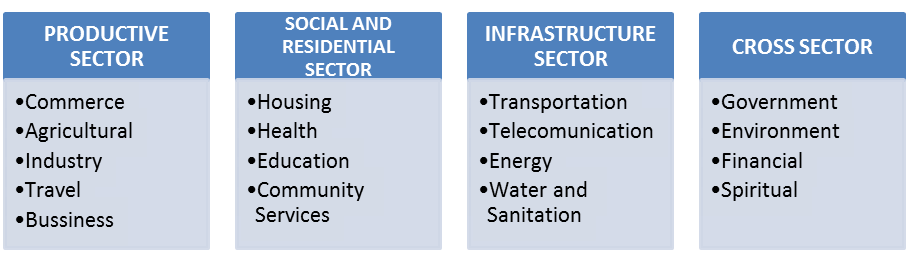 PRODUCTIVE
SECTOR
•Commerce
•Agricultural
•Industry
•Travel
•Bussiness
SOCIAL AND
RESIDENTIAL
SECTOR
•Housing
•Health
•Education
•Community
Services
INFRASTRUCTURE
SECTOR
•Transportation
•Telecomunication
•Energy
•Water and
Sanitation
CROSS SECTOR
•Government
•Environment
•Financial
•Spiritual